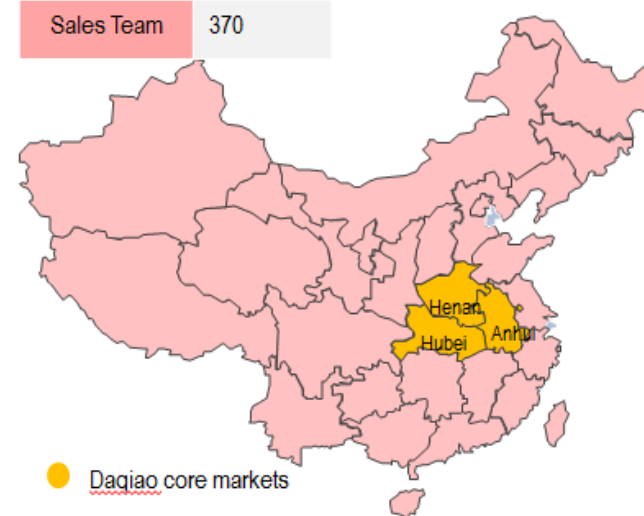 Sales Team 370
Henan
Anhui
Hubei
Daqiao core markets